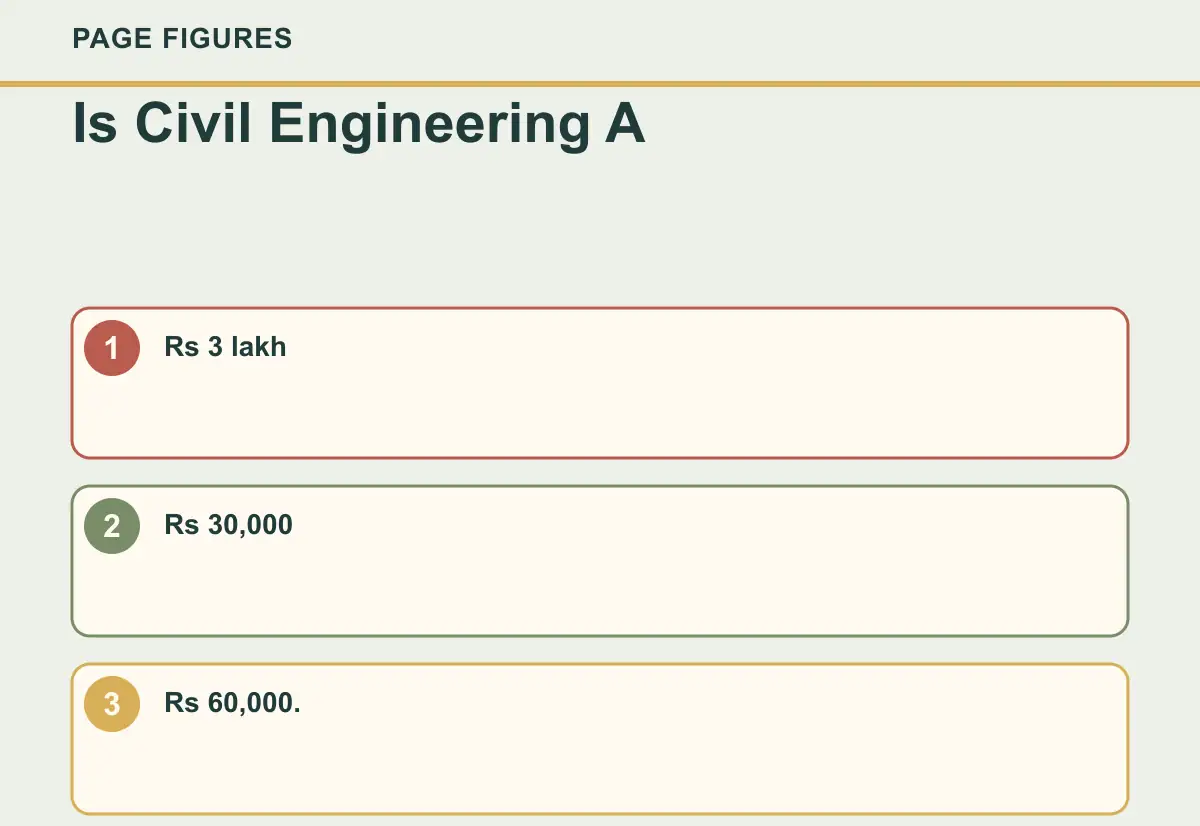 PAGE FIGURES
Is Civil Engineering A
1 Rs 3 lakh
2 Rs 30,000
3 Rs 60,000.